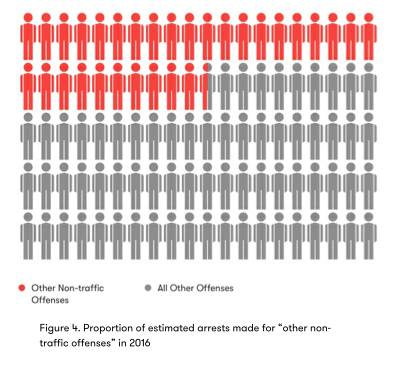 Other Non-traffic
Offenses
All Other Offenses
Figure 4. Proportion of estimated arrests made for “other non-
traffic offenses” in 2016